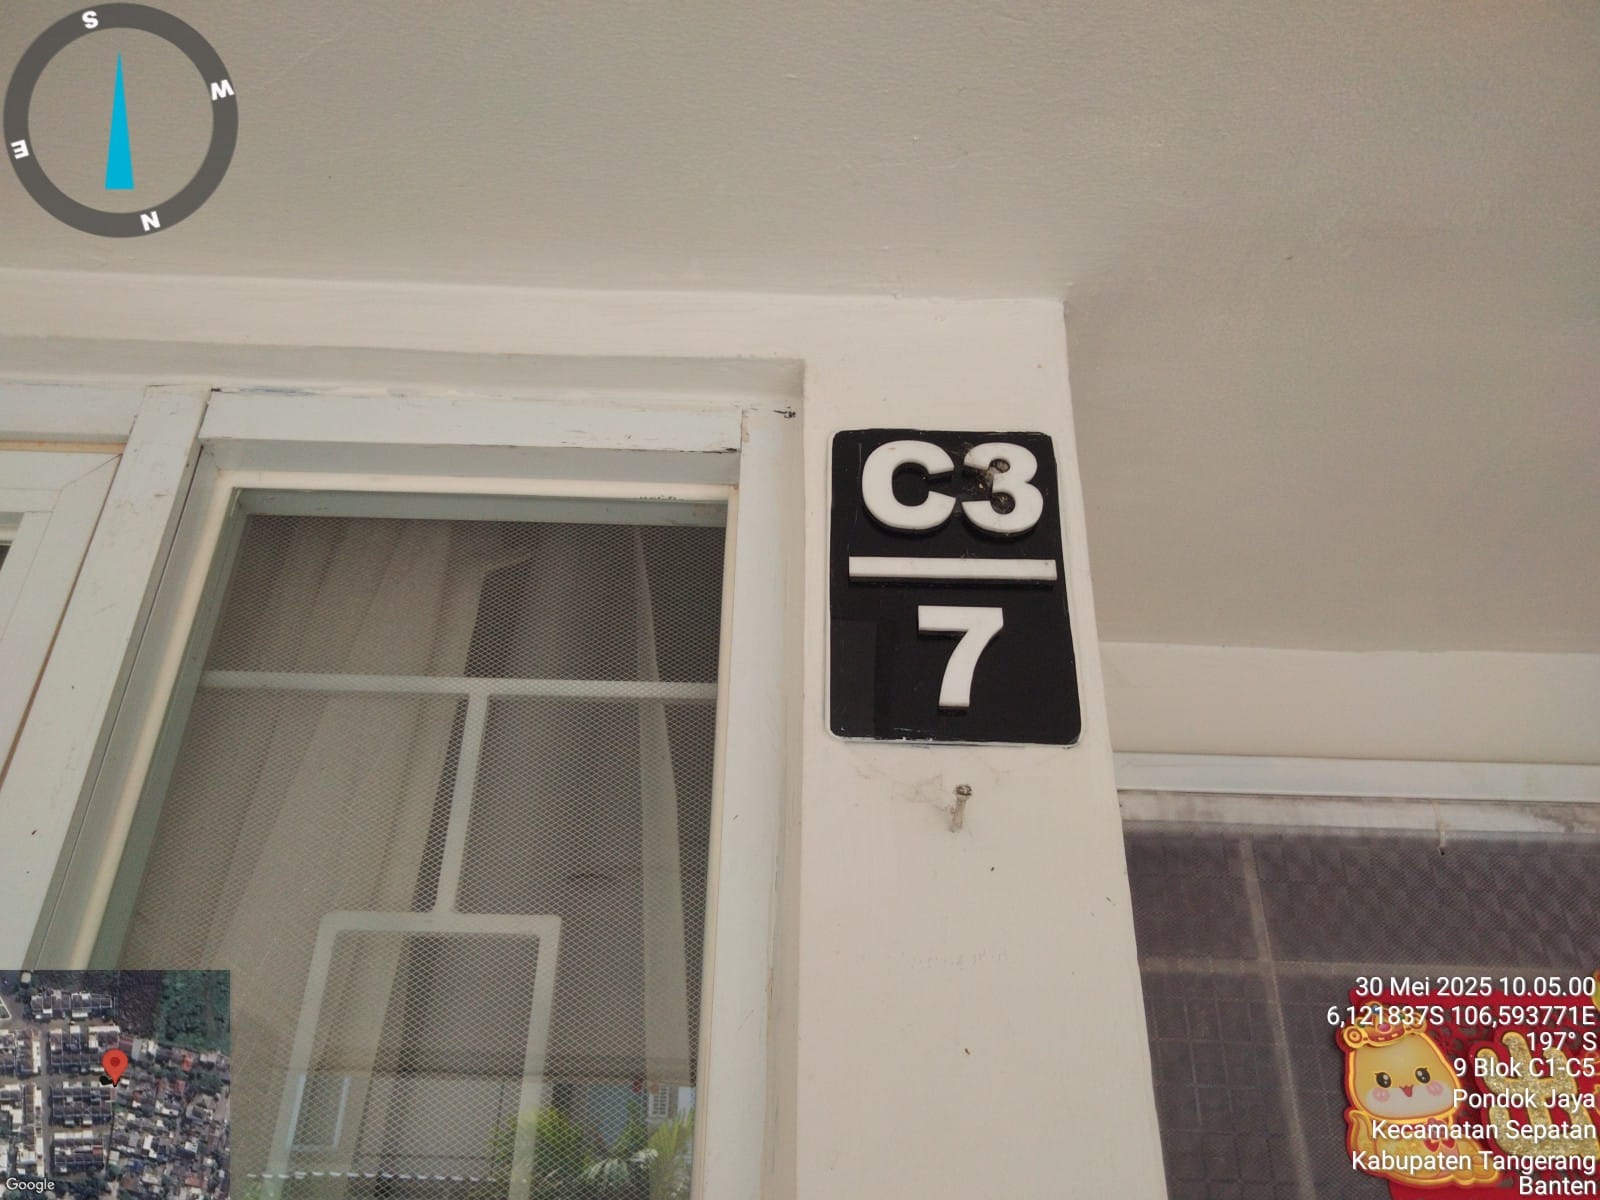 S
W
E
N
C3
7
30 Mei 2025 10.05.00
6,121837S 106,593771E
197° S
9 Blok C1-C5
Pondok Jaya
Kecamatan Sepatan
Kabupaten Tangerang
Banten
Google